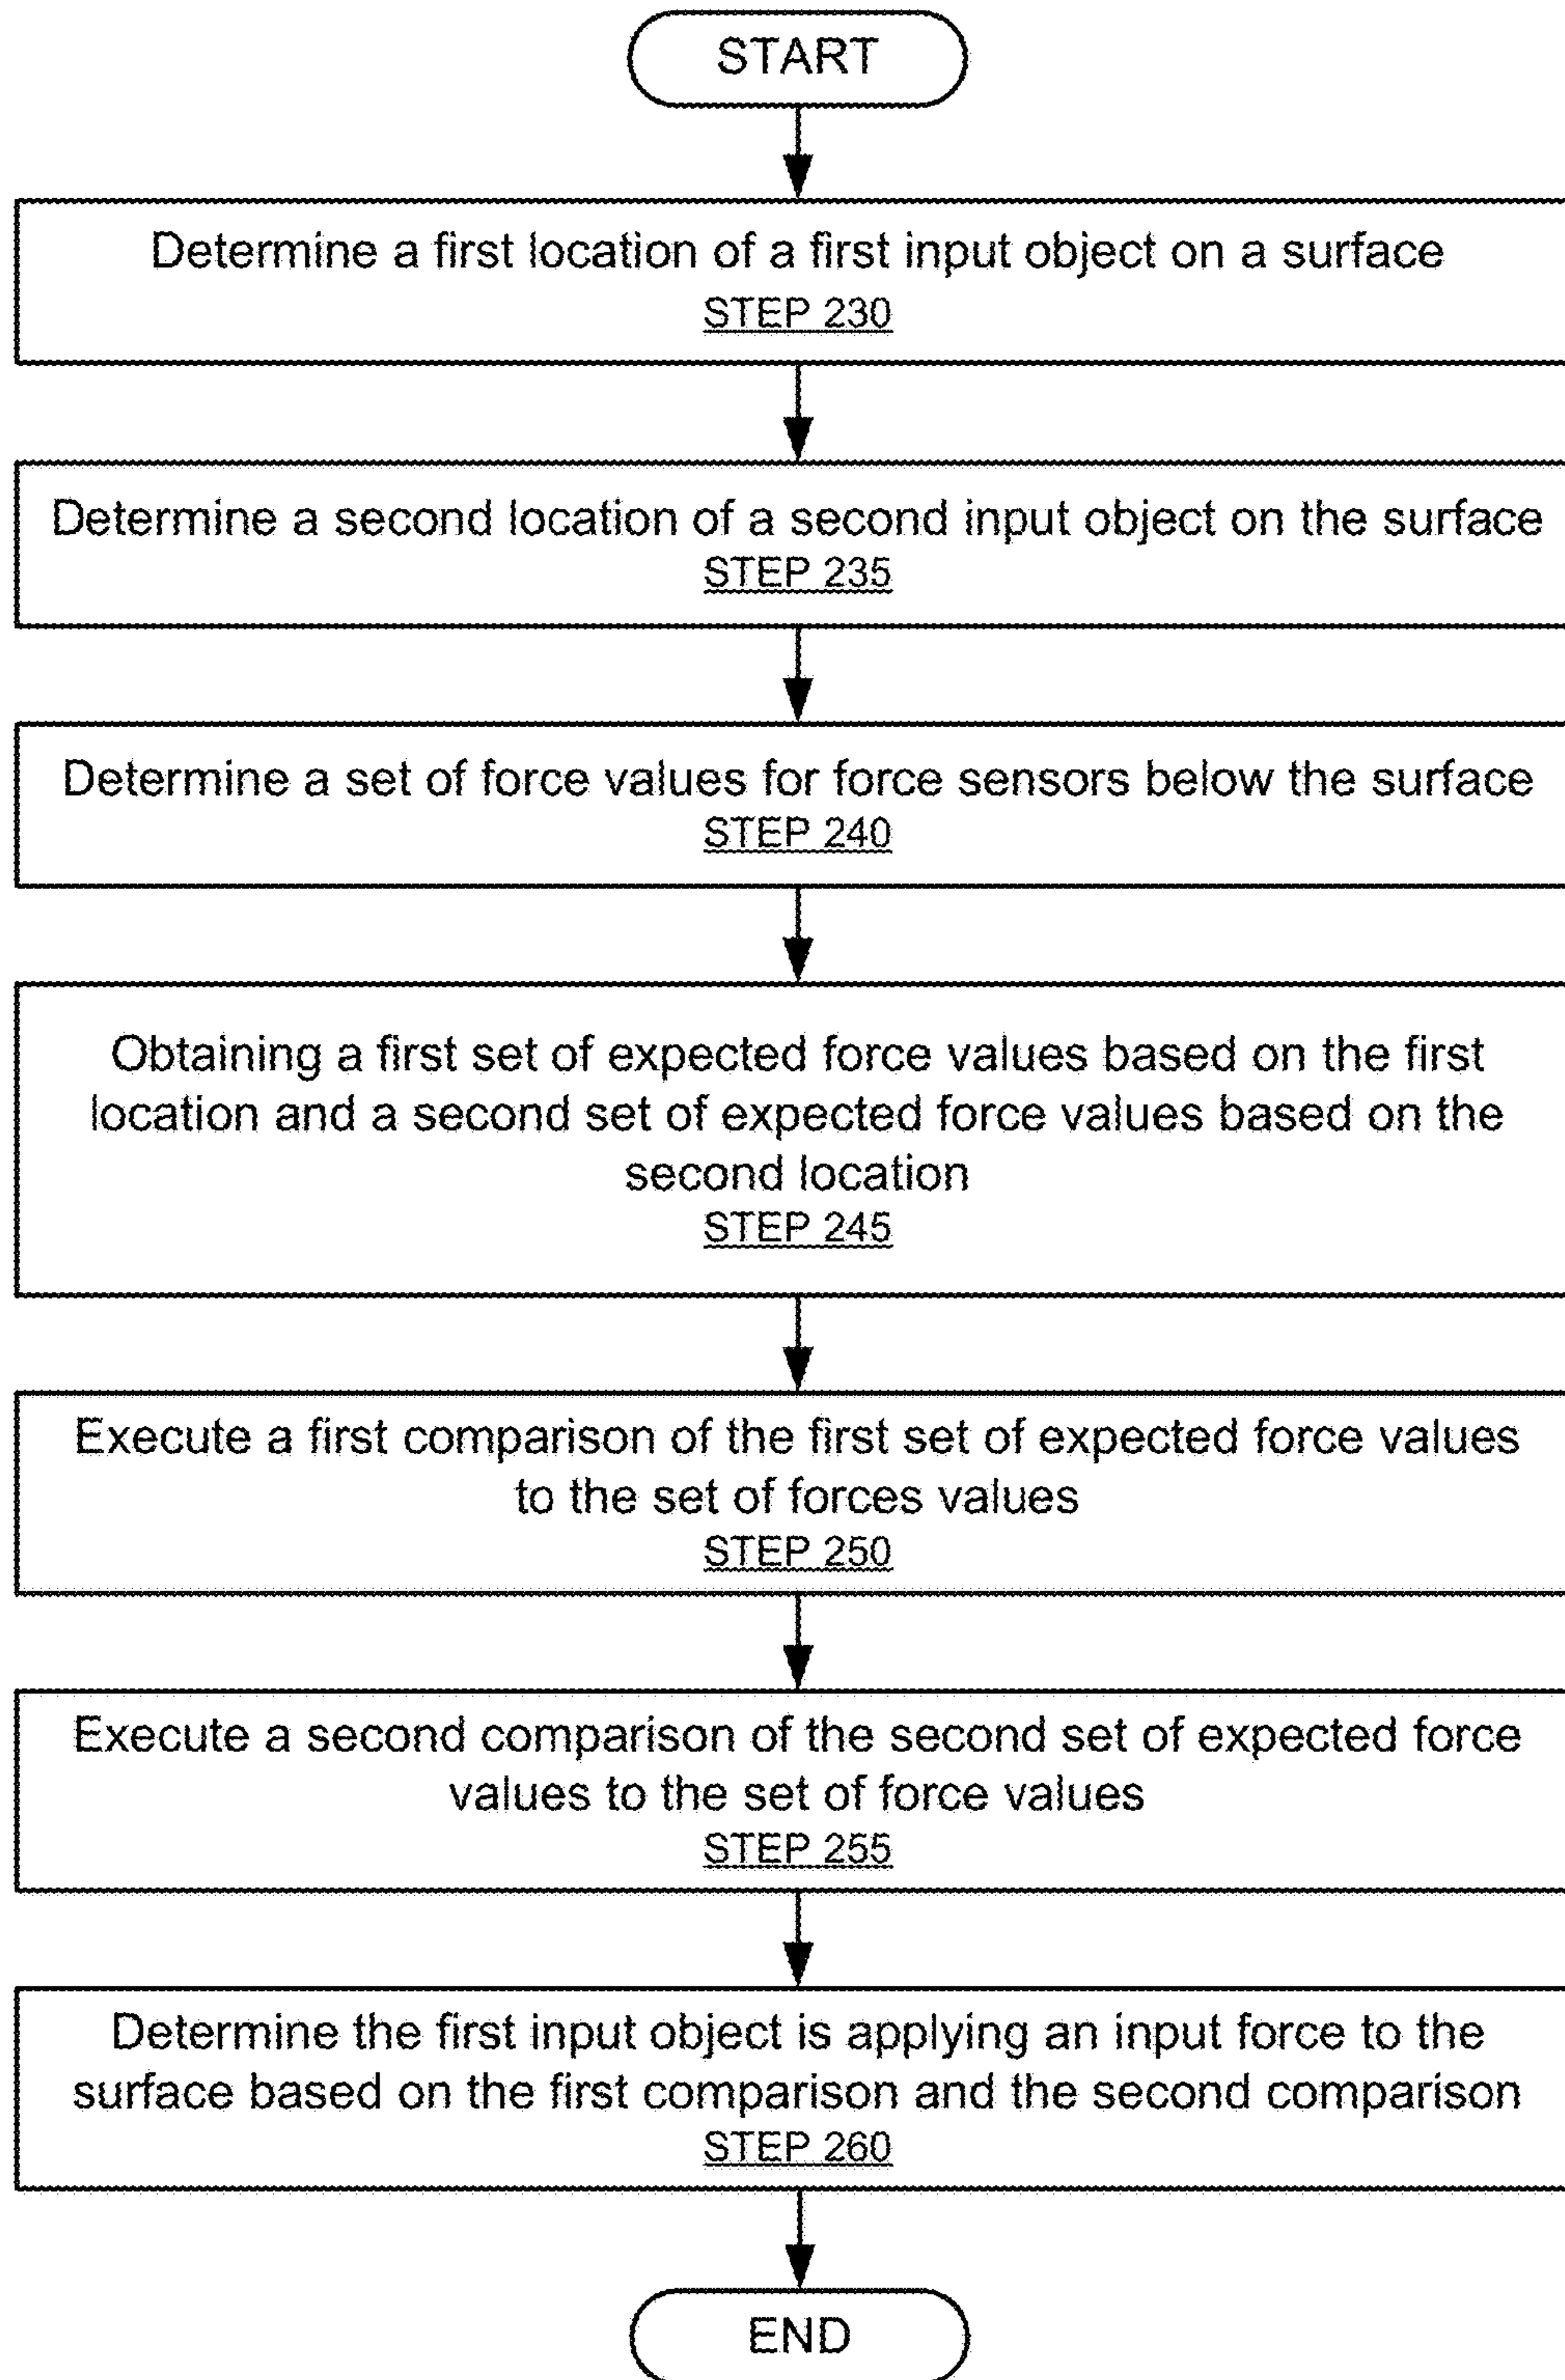 START
Determine a first location of a first input object on a surface
STEP 230
Determine a second location of a second input object on the surface
STEP 235
Determine a set of force values for force sensors below the surface
STEP 240
Obtaining a first set of expected force values based on the first
location and a second set of expected force values based on the
second location
STEP 245
Execute a first comparison of the first set of expected force values
to the set of forces values
STEP 250
Execute a second comparison of the second set of expected force
values to the set of force values
STEP 255
Determine the first input object is applying an input force to the
surface based on the first comparison and the second comparison
STEP 260
END